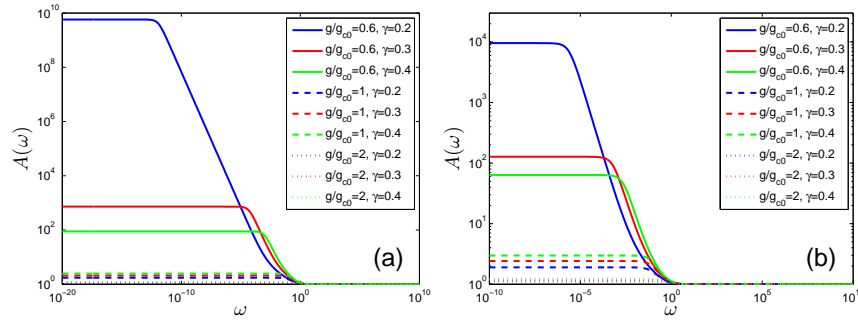 10^10
10^8
10^6
10^4
10^2
10^0
A(ω)
10^-20
10^-10
10^0
10^10
ω
g/g_c0=0.6, γ=0.2
g/g_c0=0.6, γ=0.3
g/g_c0=0.6, γ=0.4
g/g_c0=1, γ=0.2
g/g_c0=1, γ=0.3
g/g_c0=1, γ=0.4
g/g_c0=2, γ=0.2
g/g_c0=2, γ=0.3
g/g_c0=2, γ=0.4
(a)
10^4
10^3
10^2
10^1
10^0
A(ω)
10^-10
10^-5
10^0
10^5
10^10
ω
g/g_c0=0.6, γ=0.2
g/g_c0=0.6, γ=0.3
g/g_c0=0.6, γ=0.4
g/g_c0=1, γ=0.2
g/g_c0=1, γ=0.3
g/g_c0=1, γ=0.4
g/g_c0=2, γ=0.2
g/g_c0=2, γ=0.3
g/g_c0=2, γ=0.4
(b)